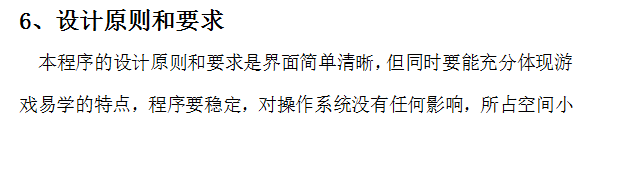 6、设计原则和要求
本程序的设计原则和要求是界面简单清晰，但同时要能充分体现游
戏易学的特点，程序要稳定，对操作系统没有任何影响，所占空间小